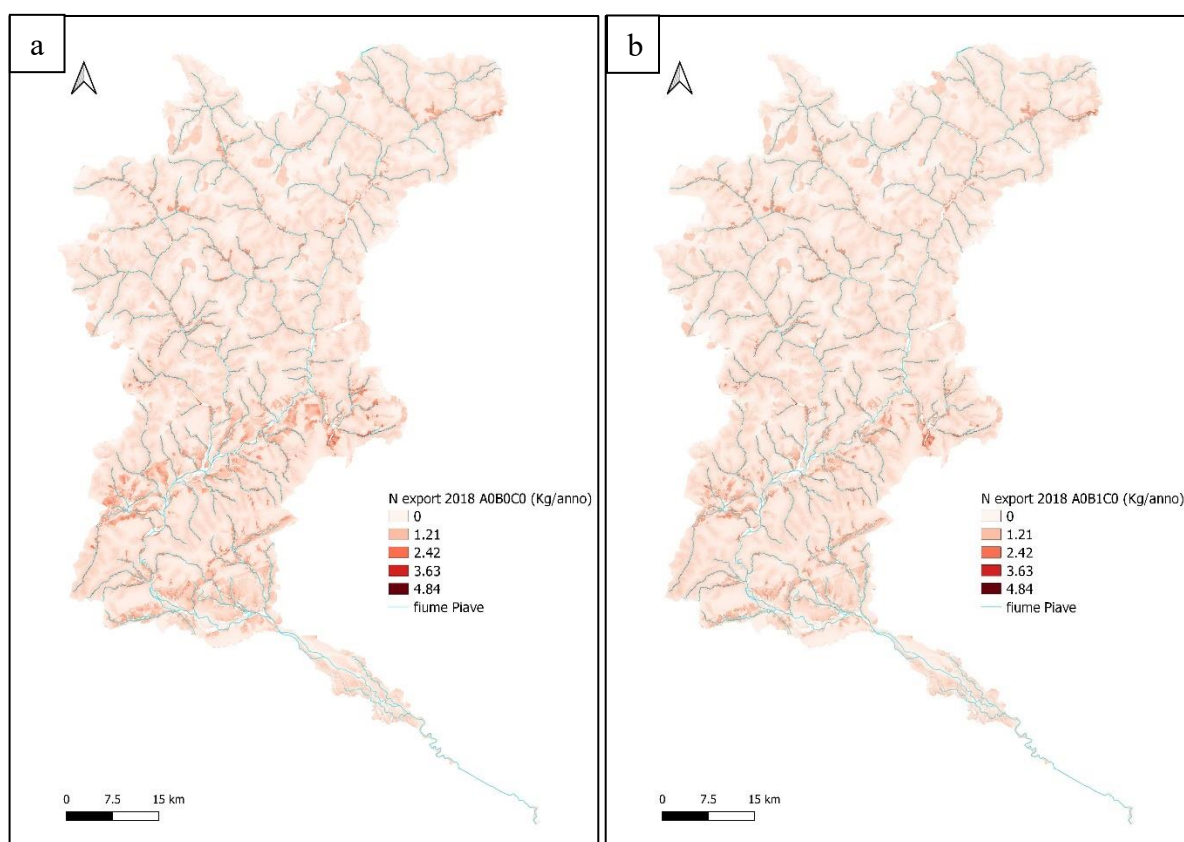 a
N export 2018 A0B0C0 (Kg/anno)
0
1.21
2.42
3.63
4.84
fiume Piave
0 7.5 15 km
b
N export 2018 A0B1C0 (Kg/anno)
0
1.21
2.42
3.63
4.84
fiume Piave
0 7.5 15 km